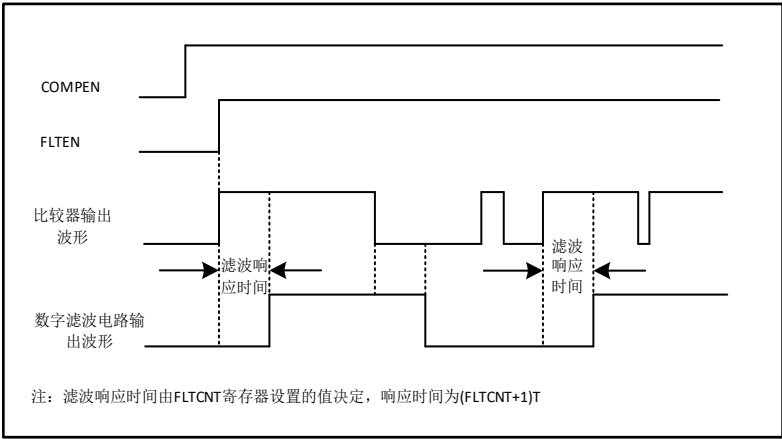 COMPEN
FLTEN
比较器输出
波形
滤波响
应时间
滤波
响应
时间
数字滤波电路输
出波形
注：滤波响应时间由FLTCNT寄存器设置的值决定，响应时间为(FLTCNT+1)T